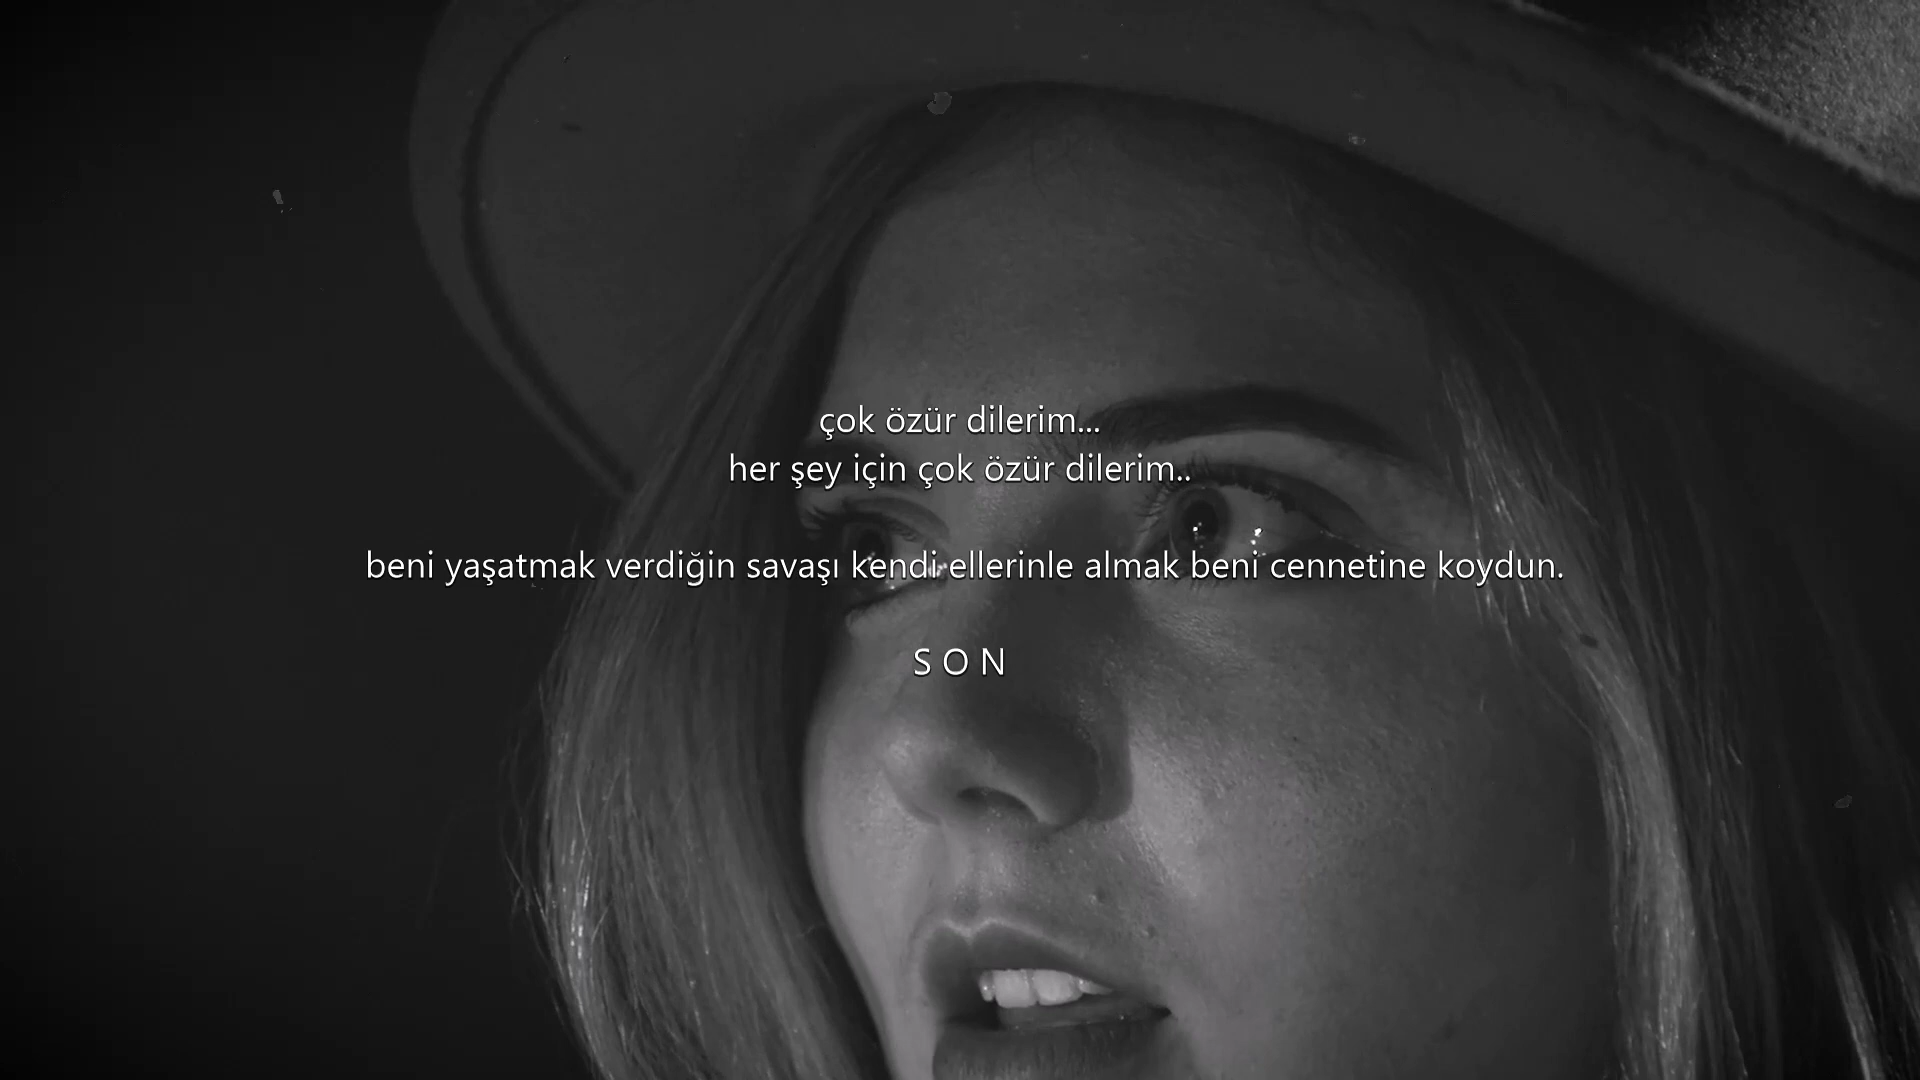 çok özür dilerim...
her şey için çok özür dilerim..
beni yaşatmak verdiğin savaşı kendi ellerinle almak beni cennetine koydun.
S O N